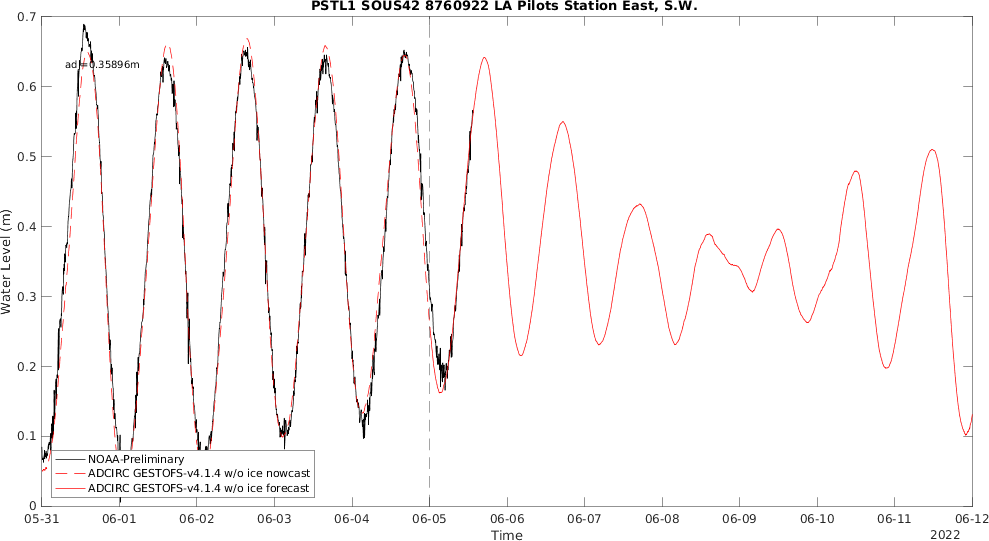 PSTL1 SOUS42 8760922 LA Pilots Station East, S.W.
0.7
0.6
0.5
0.4
0.3
0.2
0.1
0
Water Level (m)
adj=0.35896m
NOAA-Preliminary
ADCIRC GESTOFS-v4.1.4 w/o ice nowcast
ADCIRC GESTOFS-v4.1.4 w/o ice forecast
05-31 06-01 06-02 06-03 06-04 06-05 06-06 06-07 06-08 06-09 06-10 06-11 06-12
Time
2022